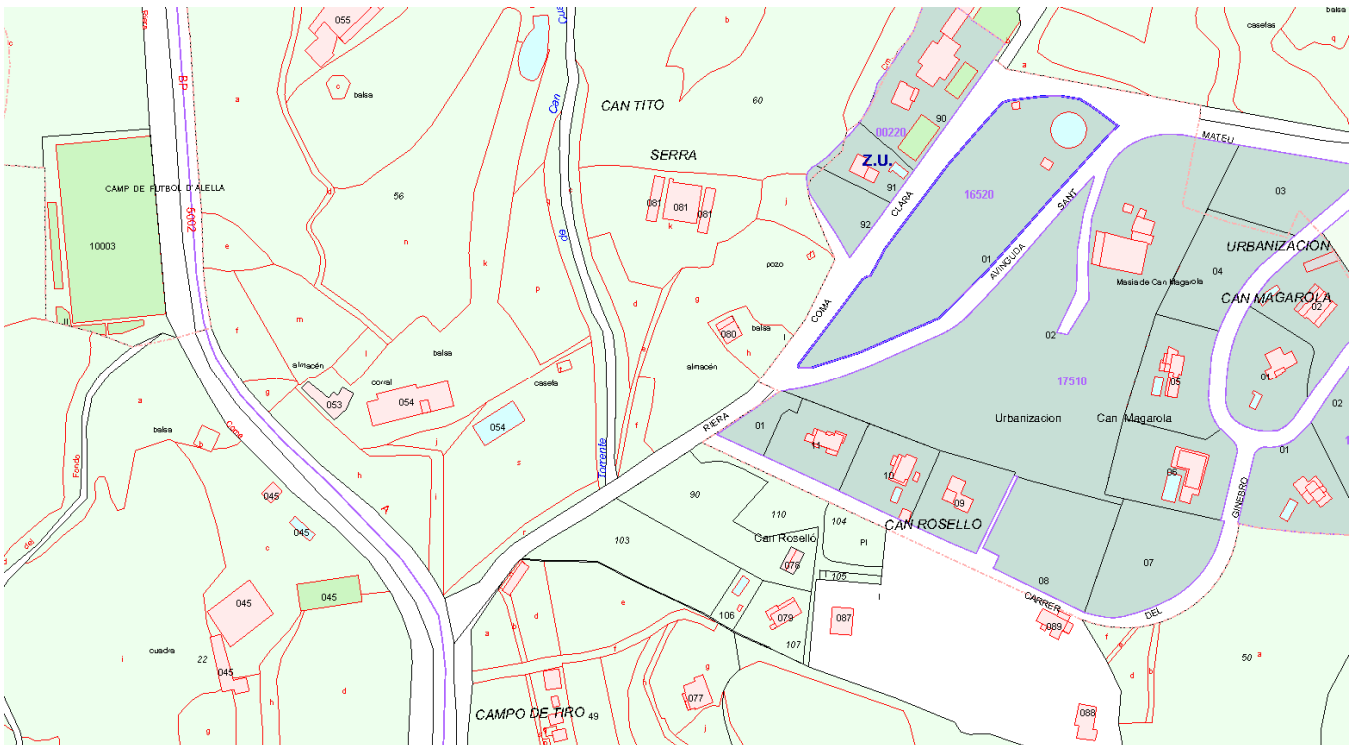 055
b
balsa
casetas
q
BP
a
c
balsa
Can
CAN TITO
60
a
90
00220
MATEU
SERRA
Z.U.
CAMP DE FUTBOL D'ALELLA
56
d
c
q
91
16520
03
5002
081
081
081
j
CLARA
SANT
10003
e
n
k
de
k
92
AVINGUDA
01
URBANIZACIÓN
04
pozo
Masia de Can Magarola
p
d
g
CAN MAGAROLA
02
COMA
m
f
080
balsa
02
h
l
almacén
balsa
almacén
corral
caseta
01
05
17510
053
054
g
02
a
054
j
f
RIERA
01
Urbanizacion
Can Magarola
balsa
b
Torrente
11
10
01
Fondo
h
s
06
045
i
09
GINEBRO
045
A
90
110
104
CAN ROSELLO
del
c
r
103
Can Roselló
Pl
07
078
105
08
045
045
e
CARRER
l
d
106
079
087
DEL
089
a
b
107
f
f
cuadra
22
50
a
i
045
g
d
b
h
d
h
077
CAMPO DE TIRO
49
088
g
j